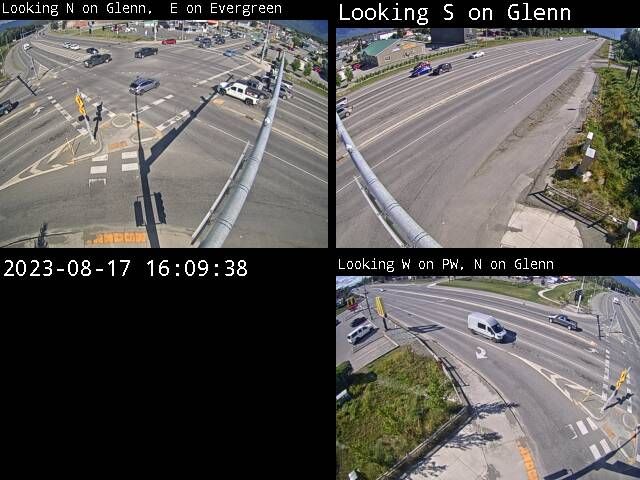 Looking N on Glenn,  E on Evergreen
Looking S on Glenn
2023-08-17 16:09:38
Looking W on PW, N on Glenn